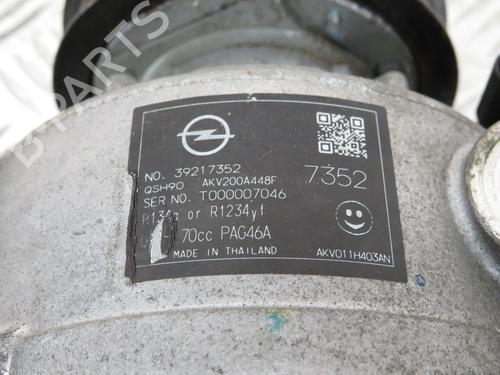 NO. 39217352
7352
QSH90 AKV200A448F
SER NO. T000007046
R134a or R1234yf
70cc PAG46A
MADE IN THAILAND
AKV011H403AN
B-PARTS